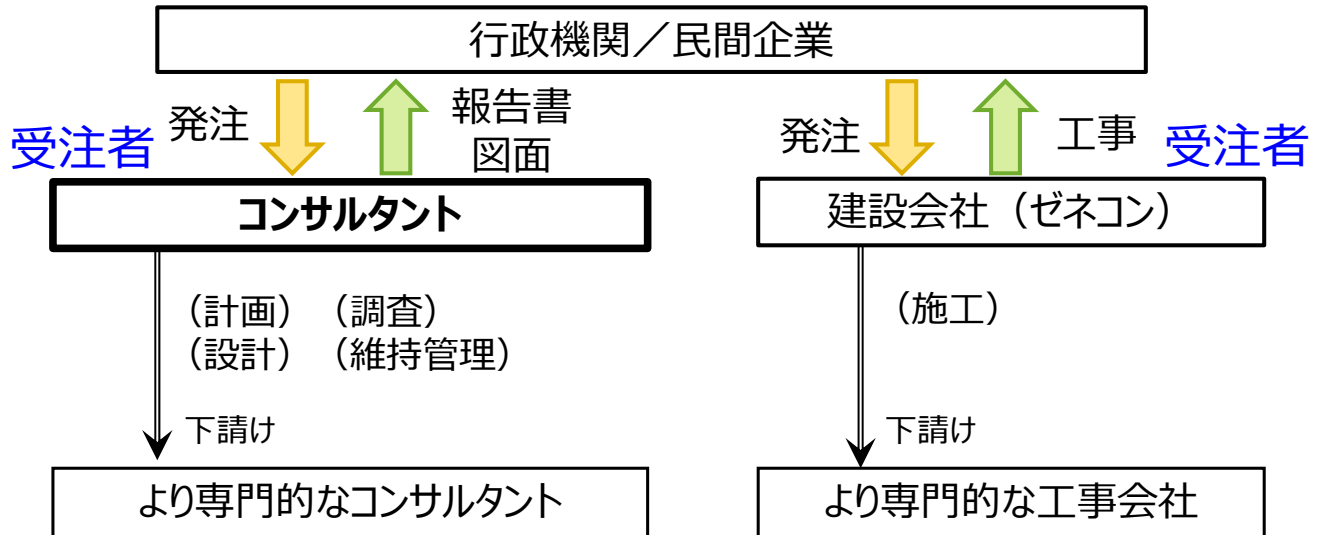 行政機関／民間企業
受注者
発注
報告書
図面
発注
工事
受注者
コンサルタント
建設会社（ゼネコン）
（計画）（調査）
（設計）（維持管理）
（施工）
下請け
下請け
より専門的なコンサルタント
より専門的な工事会社